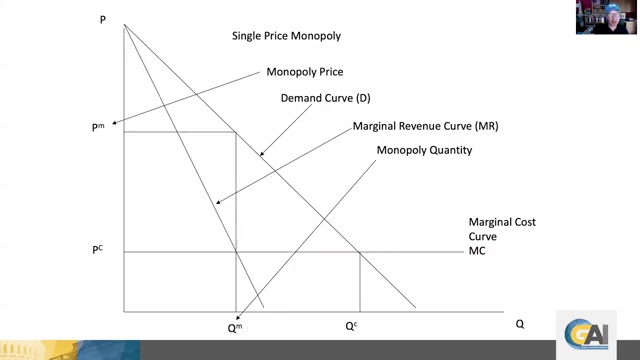 P
Single Price Monopoly
Monopoly Price
Demand Curve (D)
Pᵐ
Marginal Revenue Curve (MR)
Monopoly Quantity
Marginal Cost
Curve
MC
Pᶜ
Qᵐ
Qᶜ
Q
GAI